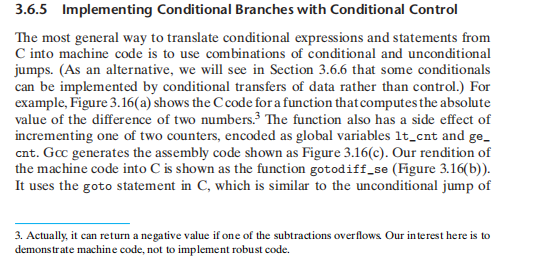 3.6.5 Implementing Conditional Branches with Conditional Control
The most general way to translate conditional expressions and statements from
C into machine code is to use combinations of conditional and unconditional
jumps. (As an alternative, we will see in Section 3.6.6 that some conditionals
can be implemented by conditional transfers of data rather than control.) For
example, Figure 3.16(a) shows the C code for a function that computes the absolute
value of the difference of two numbers.³ The function also has a side effect of
incrementing one of two counters, encoded as global variables lt_cnt and ge_
cnt. Gcc generates the assembly code shown as Figure 3.16(c). Our rendition of
the machine code into C is shown as the function gotodiff_se (Figure 3.16(b)).
It uses the goto statement in C, which is similar to the unconditional jump of
3. Actually, it can return a negative value if one of the subtractions overflows. Our interest here is to
demonstrate machine code, not to implement robust code.